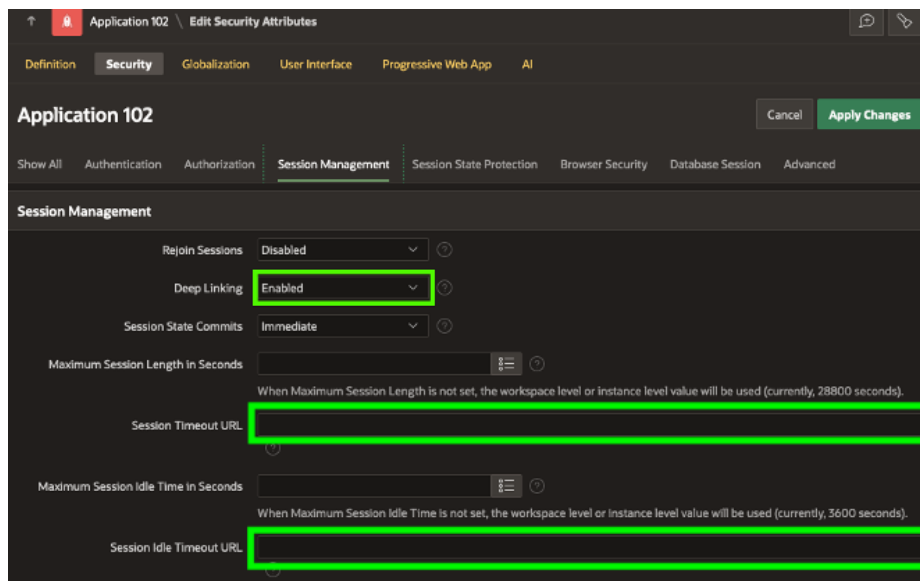 Application 102 \ Edit Security Attributes
Definition Security Globalization User Interface Progressive Web App AI
Application 102
Cancel Apply Changes
Show All Authentication Authorization Session Management Session State Protection Browser Security Database Session Advanced
Session Management
Rejoin Sessions Disabled
Deep Linking Enabled
Session State Commits Immediate
Maximum Session Length in Seconds
When Maximum Session Length is not set, the workspace level or instance level value will be used (currently, 28800 seconds).
Session Timeout URL
Maximum Session Idle Time in Seconds
When Maximum Session Idle Time is not set, the workspace level or instance level value will be used (currently, 3600 seconds).
Session Idle Timeout URL